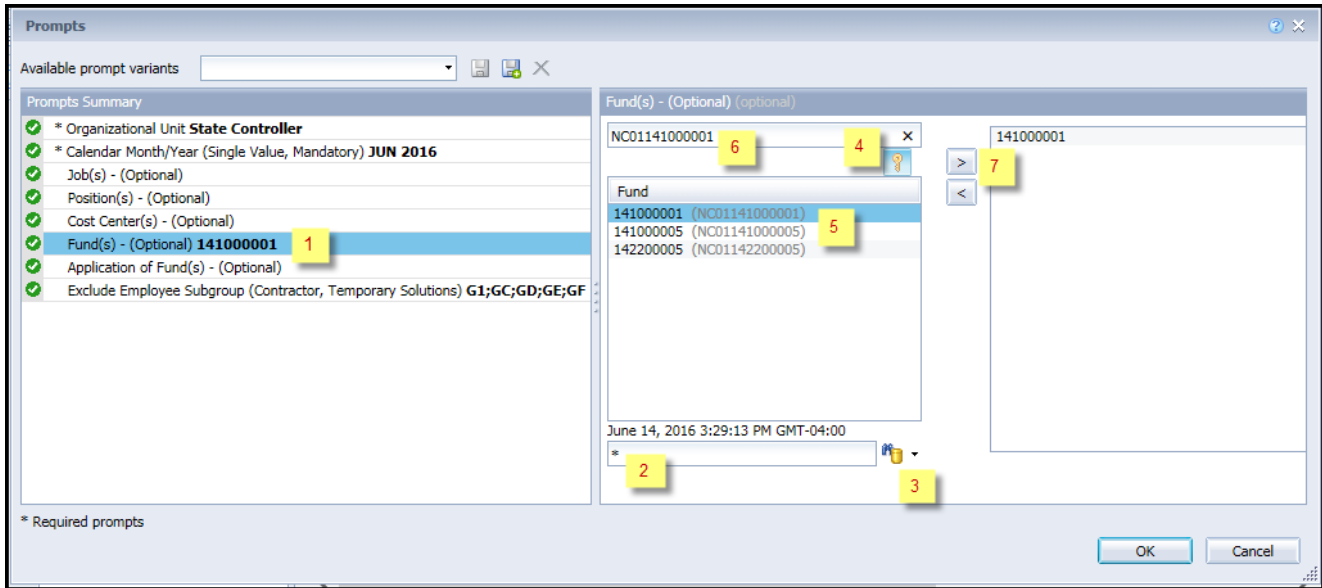 Prompts
Available prompt variants
Prompts Summary
* Organizational Unit State Controller
* Calendar Month/Year (Single Value, Mandatory) JUN 2016
Job(s) - (Optional)
Position(s) - (Optional)
Cost Center(s) - (Optional)
Fund(s) - (Optional) 141000001 1
Application of Fund(s) - (Optional)
Exclude Employee Subgroup (Contractor, Temporary Solutions) G1;GC;GD;GE;GF
* Required prompts
Fund(s) - (Optional) (optional)
NC01141000001 6 4
Fund
141000001 (NC01141000001)
141000005 (NC01141000005) 5
142200005 (NC01142200005)
June 14, 2016 3:29:13 PM GMT-04:00
* 2
3
> 7
<
141000001
OK Cancel